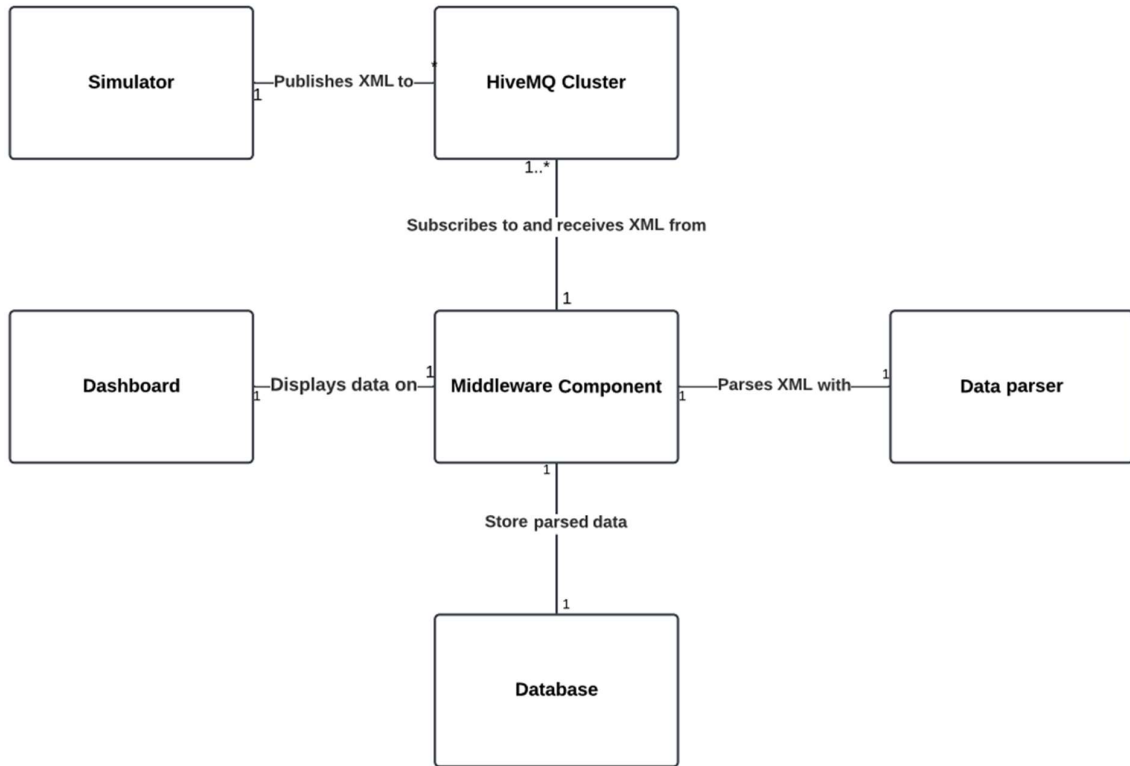 Simulator
1
Publishes XML to
*
HiveMQ Cluster
1..*
Subscribes to and receives XML from
1
Dashboard
1
Displays data on
1
Middleware Component
1
Parses XML with
1
Data parser
1
Store parsed data
1
Database